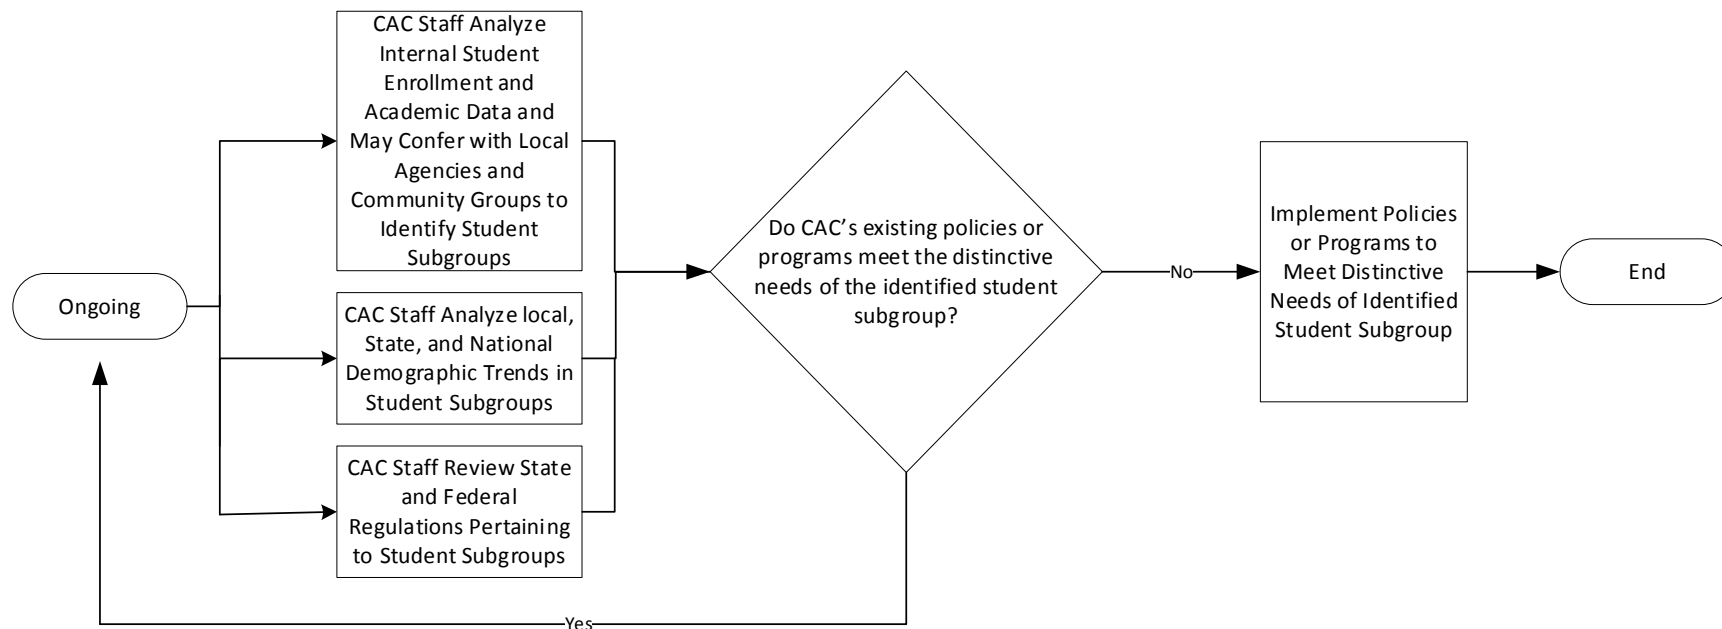 Ongoing
CAC Staff Analyze
Internal Student
Enrollment and
Academic Data and
May Confer with Local
Agencies and
Community Groups to
Identify Student
Subgroups
CAC Staff Analyze local,
State, and National
Demographic Trends in
Student Subgroups
CAC Staff Review State
and Federal
Regulations Pertaining
to Student Subgroups
Do CAC’s existing policies or
programs meet the distinctive
needs of the identified student
subgroup?
No
Yes
Implement Policies
or Programs to
Meet Distinctive
Needs of Identified
Student Subgroup
End